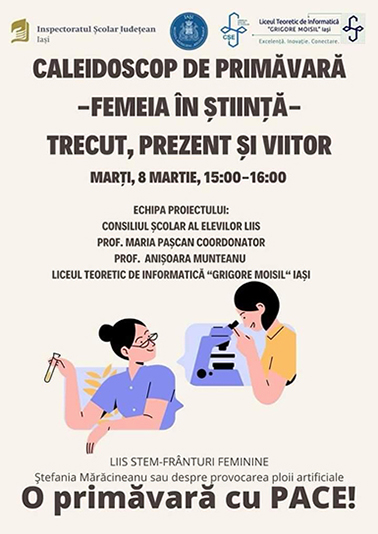 Inspectoratul Școlar Județean
Iași
IAȘI
CSE
Liceul Teoretic de Informatică
"GRIGORE MOISIL" Iași
Excelență. Inovație. Conectare.
CALEIDOSCOP DE PRIMĂVARĂ
-FEMEIA ÎN ȘTIINȚĂ-
TRECUT, PREZENT ȘI VIITOR
MARȚI, 8 MARTIE, 15:00-16:00
ECHIPA PROIECTULUI:
CONSILIUL ȘCOLAR AL ELEVILOR LIIS
PROF. MARIA PAȘCAN COORDONATOR
PROF. ANIȘOARA MUNTEANU
LICEUL TEORETIC DE INFORMATICĂ "GRIGORE MOISIL" IAȘI
LIIS STEM-FRÂNTURI FEMININE
Ștefania Mărăcineanu sau despre provocarea ploii artificiale
O primăvară cu PACE!